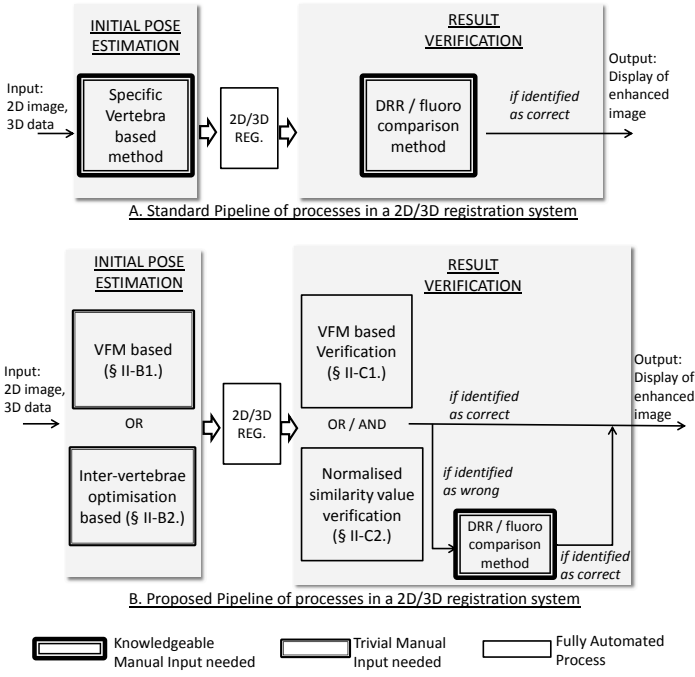 INITIAL POSE
ESTIMATION
RESULT
VERIFICATION
Input:
2D image,
3D data
Specific
Vertebra
based
method
2D/3D
REG.
DRR / fluoro
comparison
method
if identified
as correct
Output:
Display of
enhanced
image
A. Standard Pipeline of processes in a 2D/3D registration system
INITIAL POSE
ESTIMATION
RESULT
VERIFICATION
Input:
2D image,
3D data
VFM based
(§ II-B1.)
OR
Inter-vertebrae
optimisation
based (§ II-B2.)
2D/3D
REG.
VFM based
Verification
(§ II-C1.)
OR / AND
Normalised
similarity value
verification
(§ II-C2.)
if identified
as correct
if identified
as wrong
DRR / fluoro
comparison
method
if identified
as correct
Output:
Display of
enhanced
image
B. Proposed Pipeline of processes in a 2D/3D registration system
Knowledgeable
Manual Input needed
Trivial Manual
Input needed
Fully Automated
Process